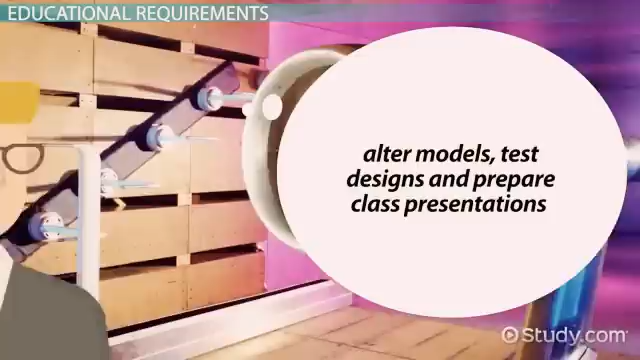 EDUCATIONAL REQUIREMENTS
alter models, test
designs and prepare
class presentations
Study.com